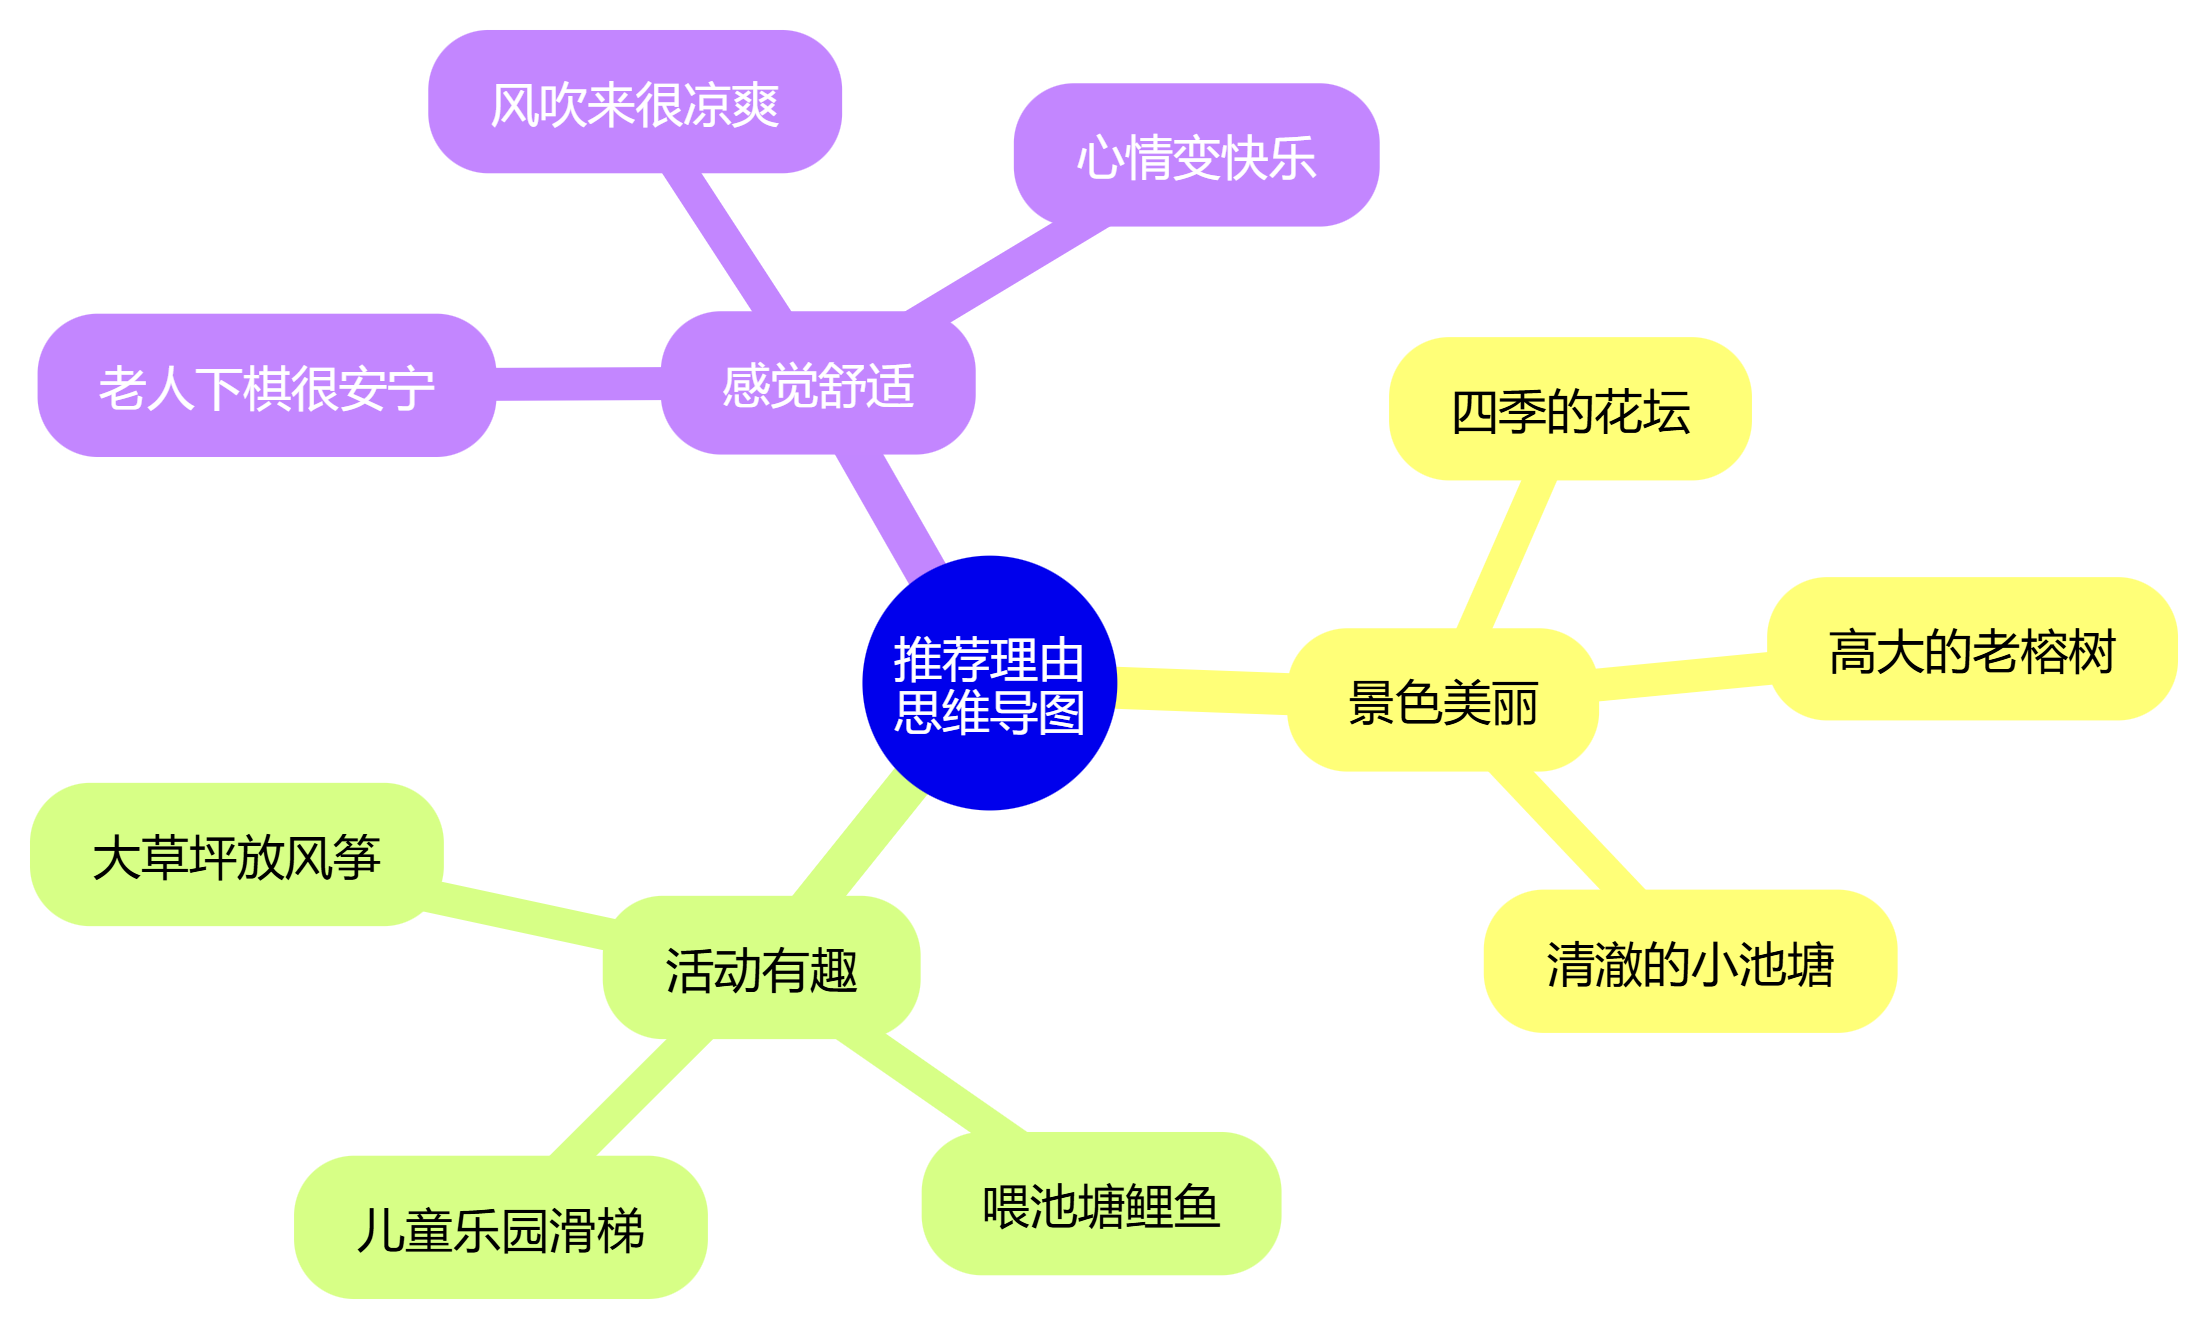 推荐理由
思维导图
景色美丽
四季的花坛
高大的老榕树
清澈的小池塘
活动有趣
大草坪放风筝
儿童乐园滑梯
喂池塘鲤鱼
感觉舒适
老人下棋很安宁
风吹来很凉爽
心情变快乐